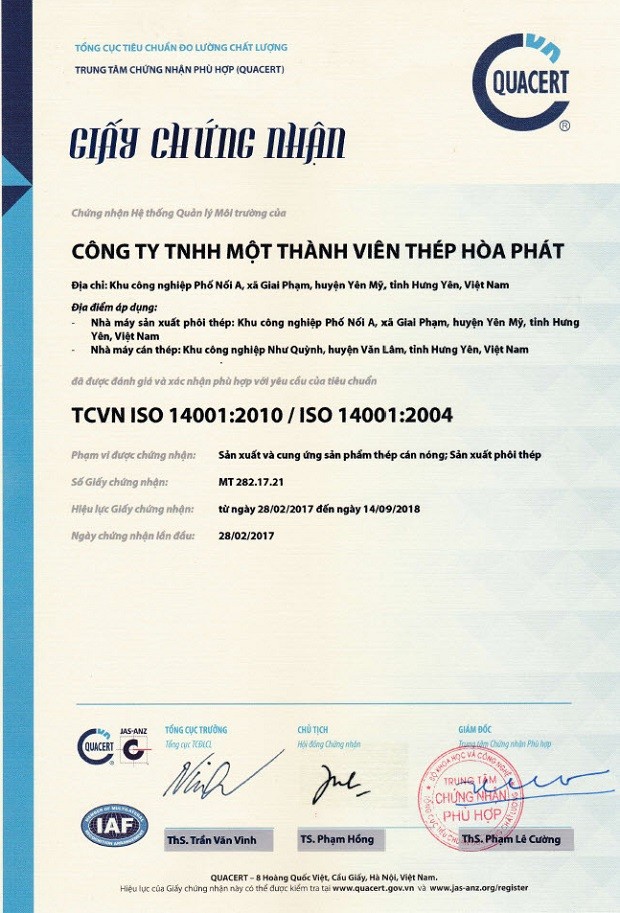 TỔNG CỤC TIÊU CHUẨN ĐO LƯỜNG CHẤT LƯỢNG
TRUNG TÂM CHỨNG NHẬN PHÙ HỢP (QUACERT)
QUACERT
®
GIẤY CHỨNG NHẬN
Chứng nhận Hệ thống Quản lý Môi trường của
CÔNG TY TNHH MỘT THÀNH VIÊN THÉP HÒA PHÁT
Địa chỉ: Khu công nghiệp Phố Nối A, xã Giai Phạm, huyện Yên Mỹ, tỉnh Hưng Yên, Việt Nam
Địa điểm áp dụng:
- Nhà máy sản xuất phôi thép: Khu công nghiệp Phố Nối A, xã Giai Phạm, huyện Yên Mỹ, tỉnh Hưng
Yên, Việt Nam
- Nhà máy cán thép: Khu công nghiệp Như Quỳnh, huyện Văn Lâm, tỉnh Hưng Yên, Việt Nam
đã được đánh giá và xác nhận phù hợp với yêu cầu của tiêu chuẩn
TCVN ISO 14001:2010 / ISO 14001:2004
Phạm vi được chứng nhận: Sản xuất và cung ứng sản phẩm thép cán nóng; Sản xuất phôi thép
Số Giấy chứng nhận: MT 282.17.21
Hiệu lực Giấy chứng nhận: từ ngày 28/02/2017 đến ngày 14/09/2018
Ngày chứng nhận lần đầu: 28/02/2017
QUACERT
JAS-ANZ
TỔNG CỤC TRƯỞNG
Tổng cục TCĐLCL
CHỦ TỊCH
Hội đồng Chứng nhận
GIÁM ĐỐC
Trung tâm Chứng nhận Phù hợp
BỘ KHOA HỌC VÀ CÔNG NGHỆ
TRUNG TÂM
CHỨNG NHẬN
PHÙ HỢP
MEMBER OF MULTILATERAL
IAF
RECOGNITION ARRANGEMENT
ThS. Trần Văn Vinh
TS. Phạm Hồng
ThS. Phạm Lê Cường
QUACERT – 8 Hoàng Quốc Việt, Cầu Giấy, Hà Nội, Việt Nam.
Hiệu lực của Giấy chứng nhận này có thể được kiểm tra tại www.quacert.gov.vn và www.jas-anz.org/register